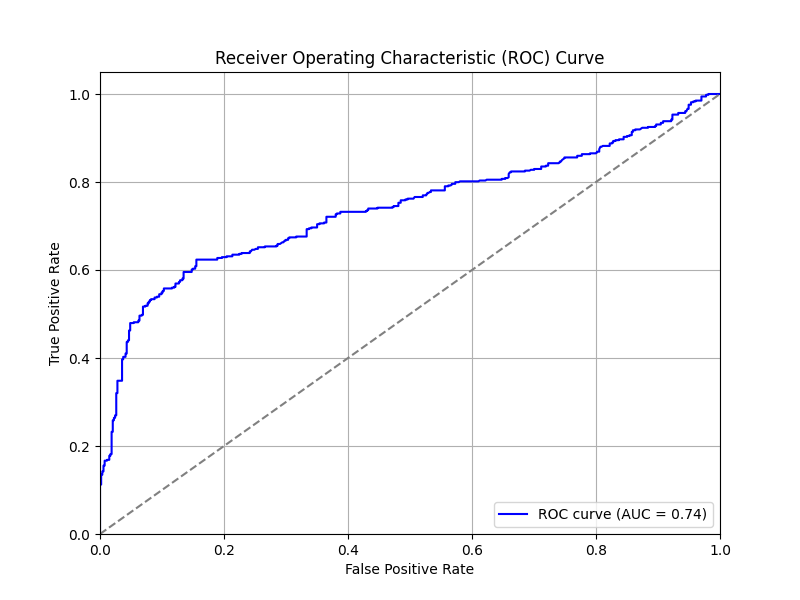 Receiver Operating Characteristic (ROC) Curve
True Positive Rate
1.0
0.8
0.6
0.4
0.2
0.0
0.0 0.2 0.4 0.6 0.8 1.0
False Positive Rate
ROC curve (AUC = 0.74)